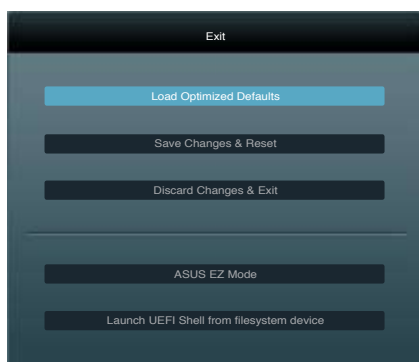 Exit
Load Optimized Defaults
Save Changes & Reset
Discard Changes & Exit
ASUS EZ Mode
Launch UEFI Shell from filesystem device